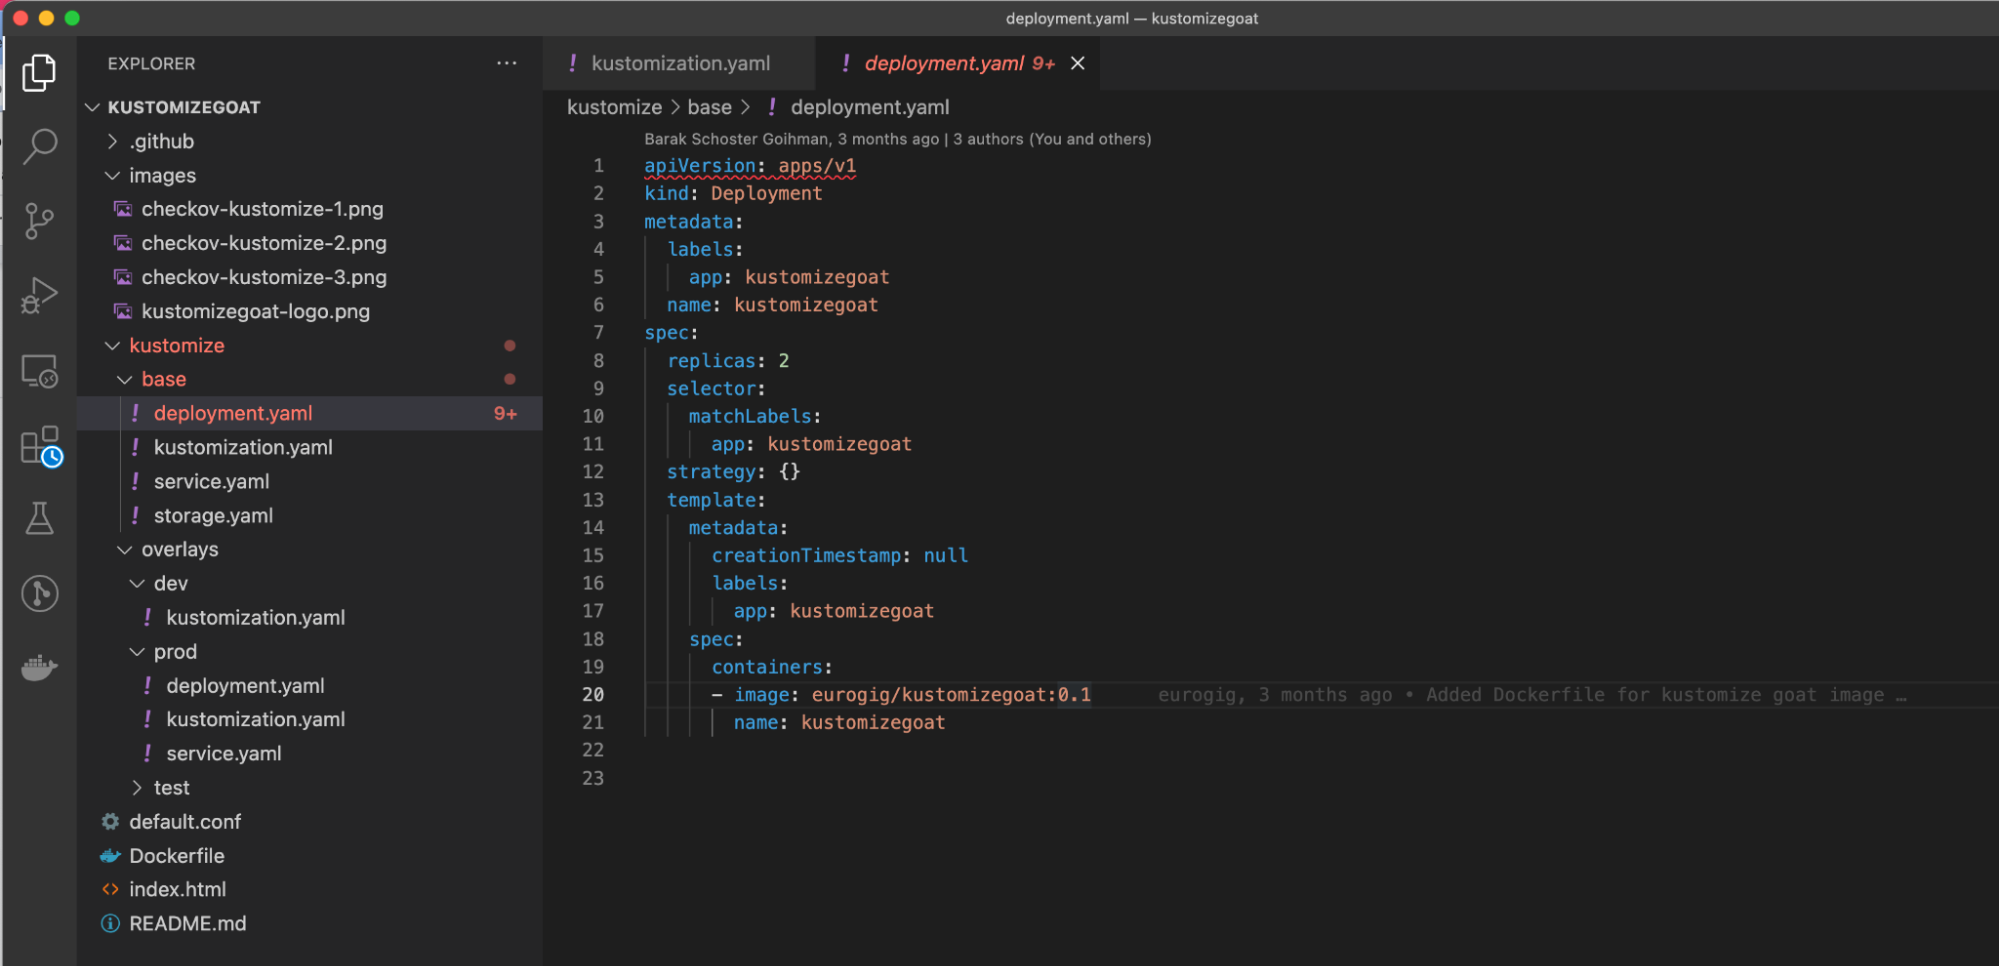 deployment.yaml — kustomizegoat
EXPLORER
KUSTOMIZEGOAT
.github
images
checkov-kustomize-1.png
checkov-kustomize-2.png
checkov-kustomize-3.png
kustomizegoat-logo.png
kustomize
base
! deployment.yaml 9+
! kustomization.yaml
! service.yaml
! storage.yaml
overlays
dev
! kustomization.yaml
prod
! deployment.yaml
! kustomization.yaml
! service.yaml
test
default.conf
Dockerfile
index.html
README.md
! kustomization.yaml
! deployment.yaml 9+
kustomize > base > ! deployment.yaml
Barak Schoster Goihman, 3 months ago | 3 authors (You and others)
1 apiVersion: apps/v1
2 kind: Deployment
3 metadata:
4   labels:
5     app: kustomizegoat
6   name: kustomizegoat
7 spec:
8   replicas: 2
9   selector:
10     matchLabels:
11       app: kustomizegoat
12   strategy: {}
13   template:
14     metadata:
15       creationTimestamp: null
16       labels:
17         app: kustomizegoat
18     spec:
19       containers:
20       - image: eurogig/kustomizegoat:0.1 eurogig, 3 months ago • Added Dockerfile for kustomize goat image …
21         name: kustomizegoat
22
23